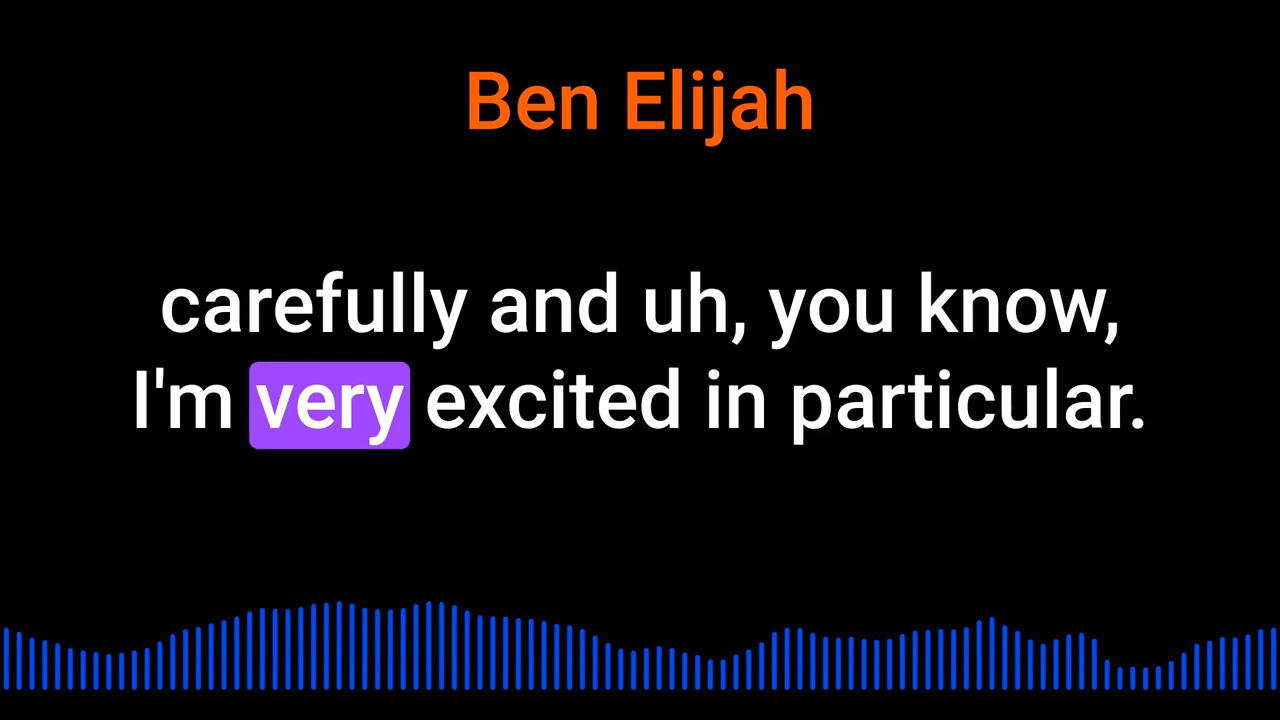 Ben Elijah
carefully and uh, you know,
I'm very excited in particular.